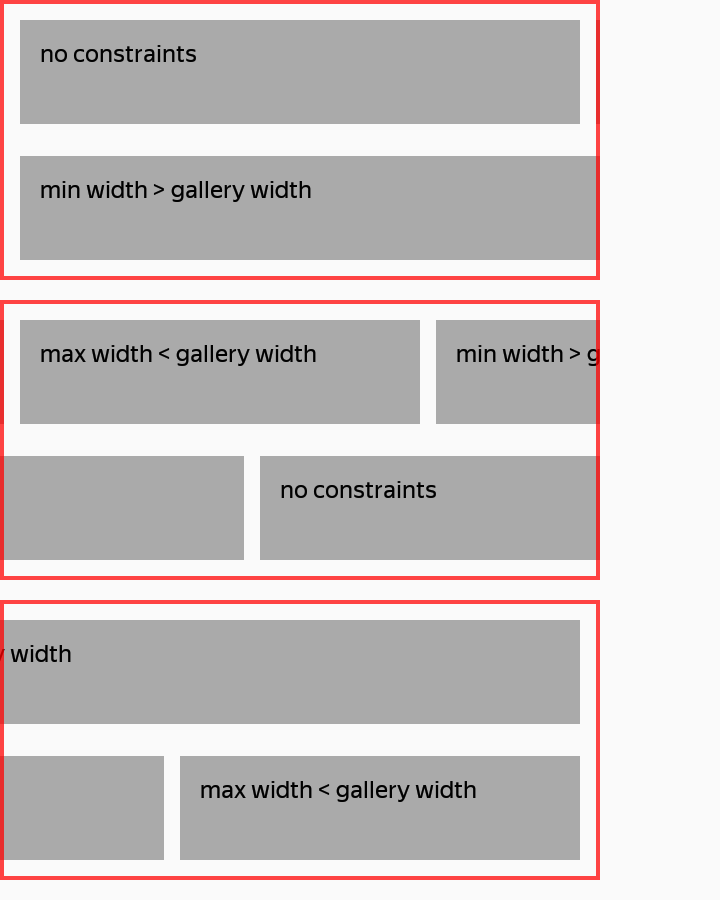 no constraints
min width > gallery width
max width < gallery width
min width > g
no constraints
width
max width < gallery width